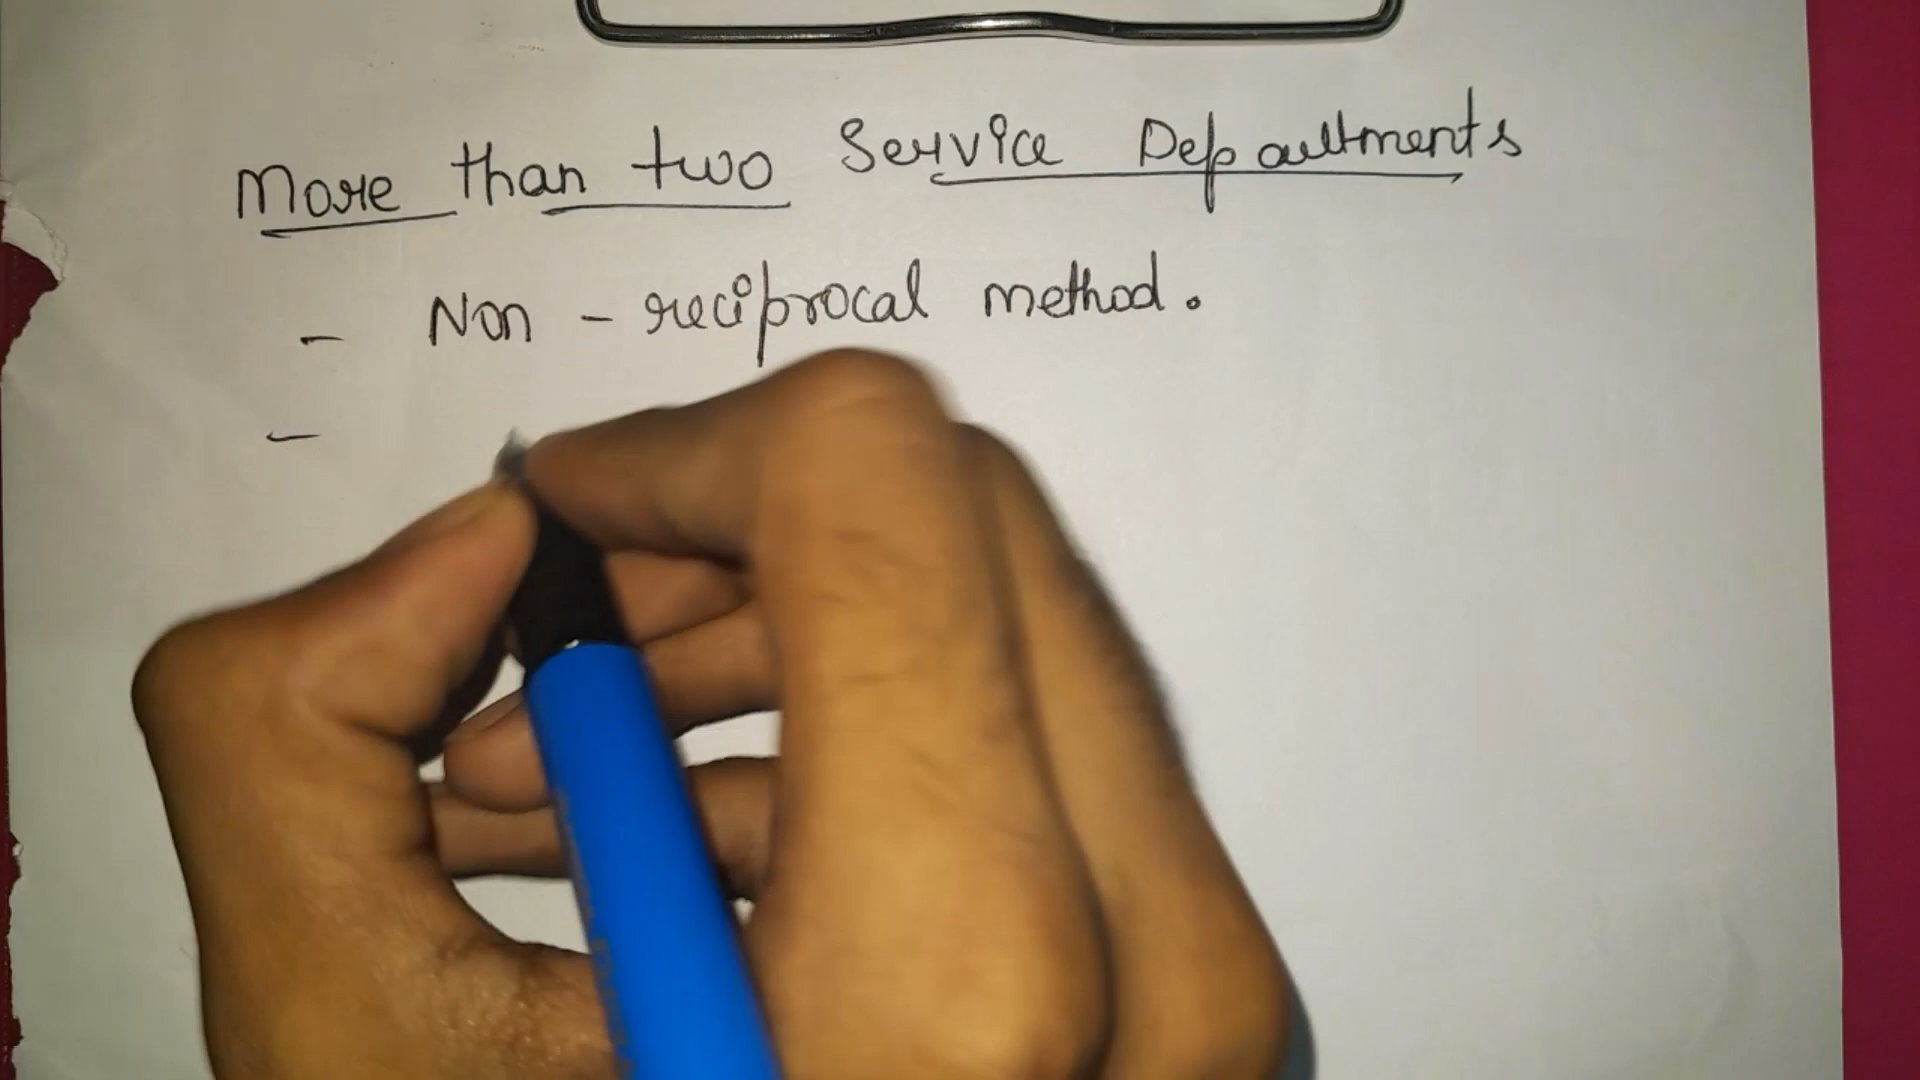 More than two Service Departments
- Non - reciprocal method.
-